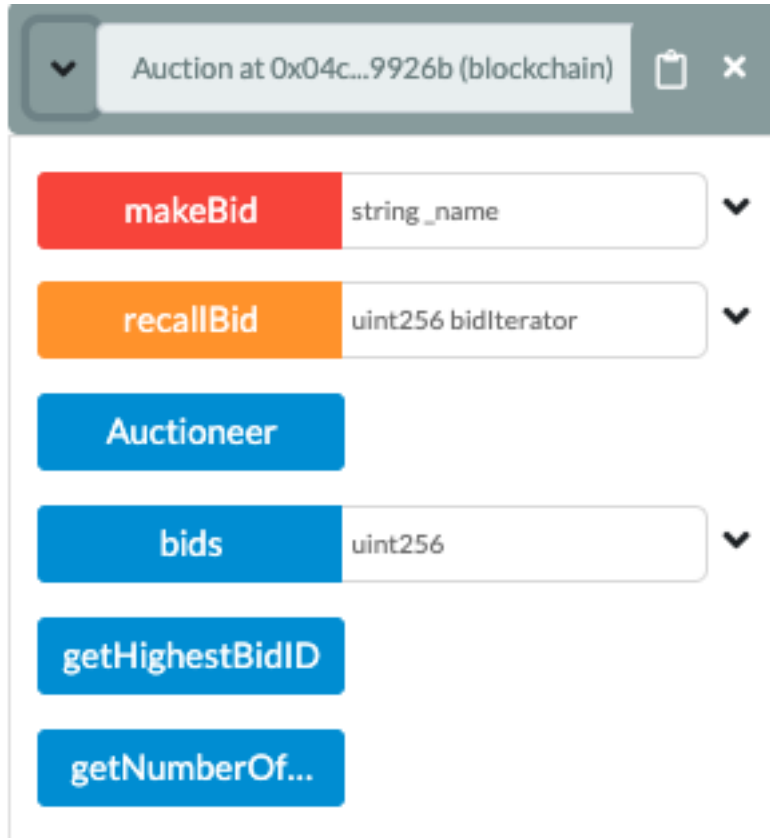 Auction at 0x04c...9926b (blockchain)
makeBid string _name
recallBid uint256 bidIterator
Auctioneer
bids uint256
getHighestBidID
getNumberOf...